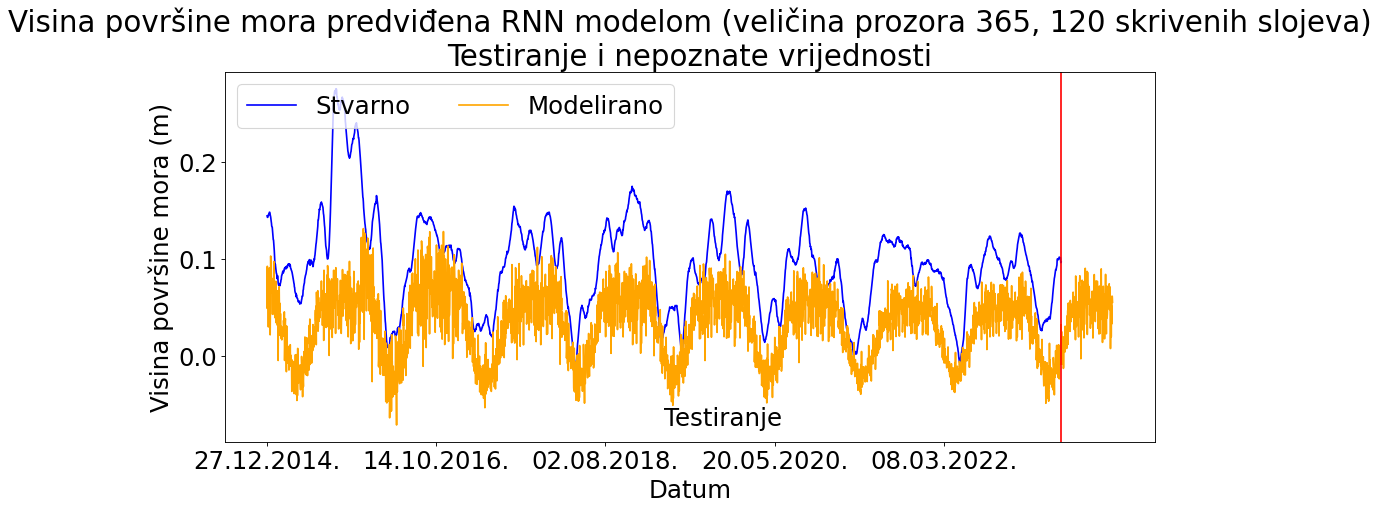 Visina površine mora predviđena RNN modelom (veličina prozora 365, 120 skrivenih slojeva)
Testiranje i nepoznate vrijednosti
Stvarno Modelirano
Visina površine mora (m)
0.2
0.1
0.0
Testiranje
27.12.2014. 14.10.2016. 02.08.2018. 20.05.2020. 08.03.2022.
Datum